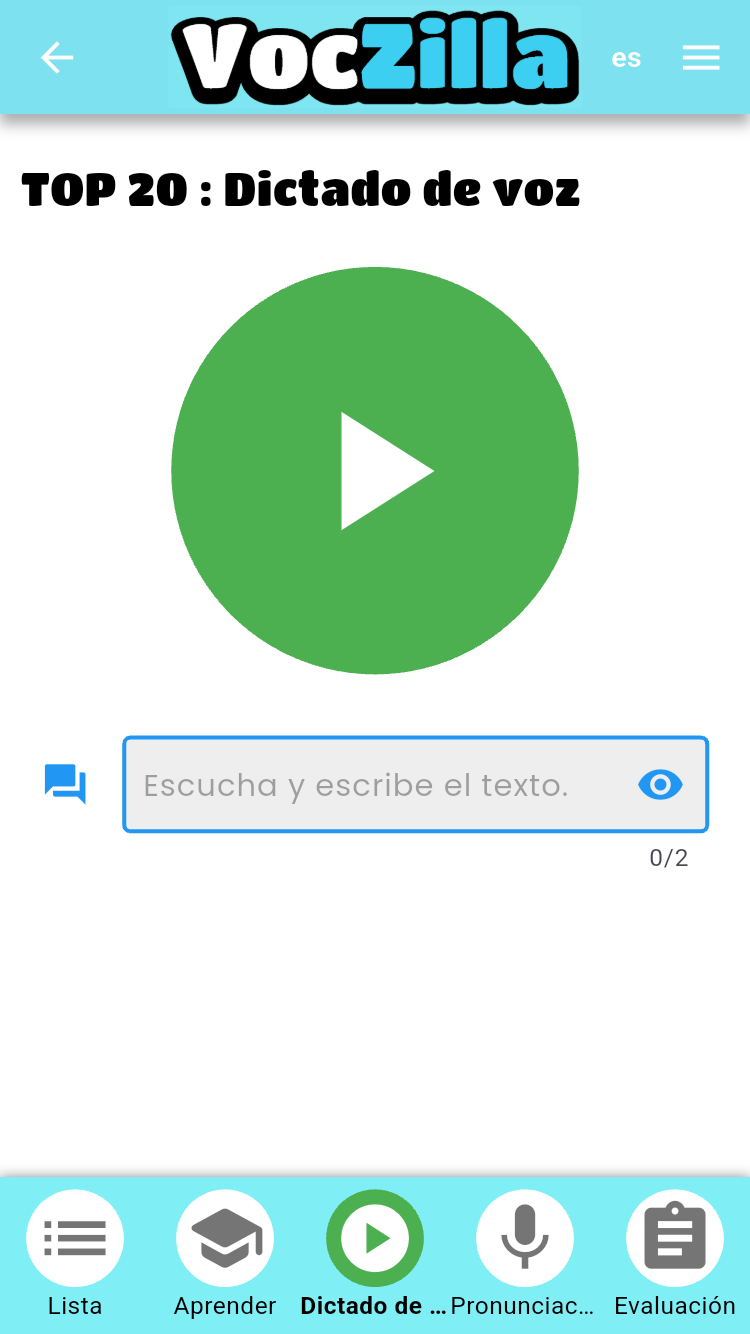 VocZilla
es
TOP 20 : Dictado de voz
Escucha y escribe el texto.
0/2
Lista
Aprender
Dictado de ...
Pronunciac...
Evaluación